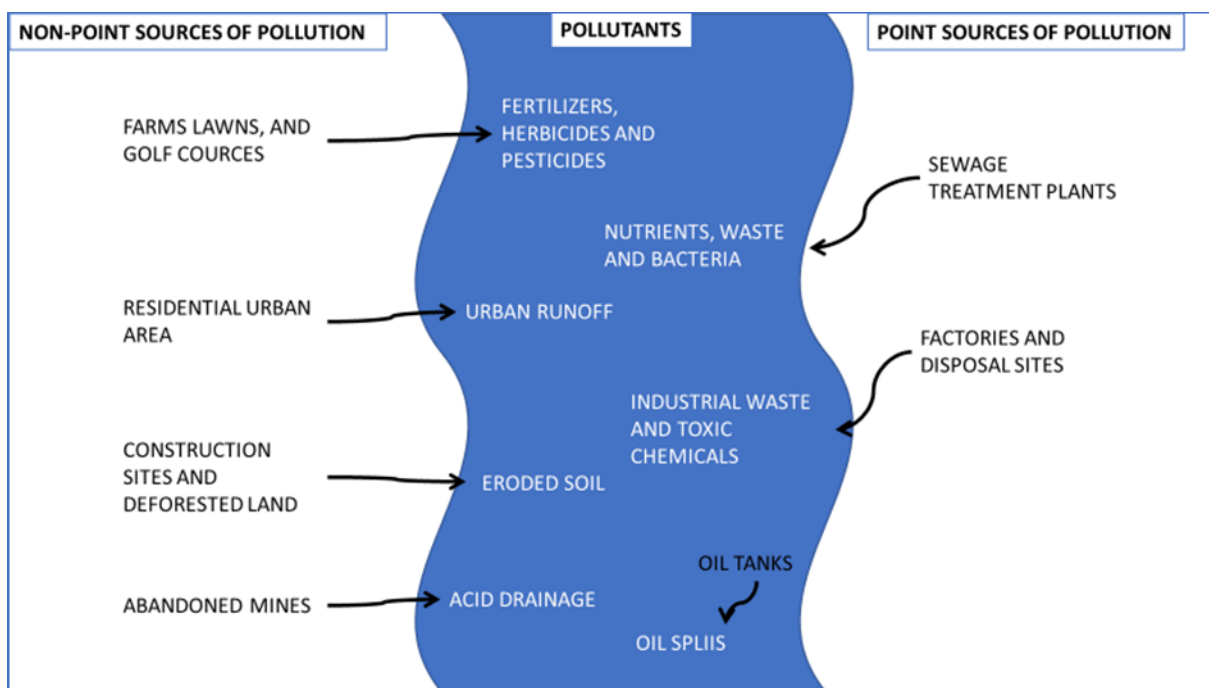 NON-POINT SOURCES OF POLLUTION
POLLUTANTS
POINT SOURCES OF POLLUTION
FARMS LAWNS, AND
GOLF COURCES
FERTILIZERS,
HERBICIDES AND
PESTICIDES
SEWAGE
TREATMENT PLANTS
NUTRIENTS, WASTE
AND BACTERIA
RESIDENTIAL URBAN
AREA
URBAN RUNOFF
FACTORIES AND
DISPOSAL SITES
INDUSTRIAL WASTE
AND TOXIC
CHEMICALS
CONSTRUCTION
SITES AND
DEFORESTED LAND
ERODED SOIL
OIL TANKS
ABANDONED MINES
ACID DRAINAGE
OIL SPLIIS